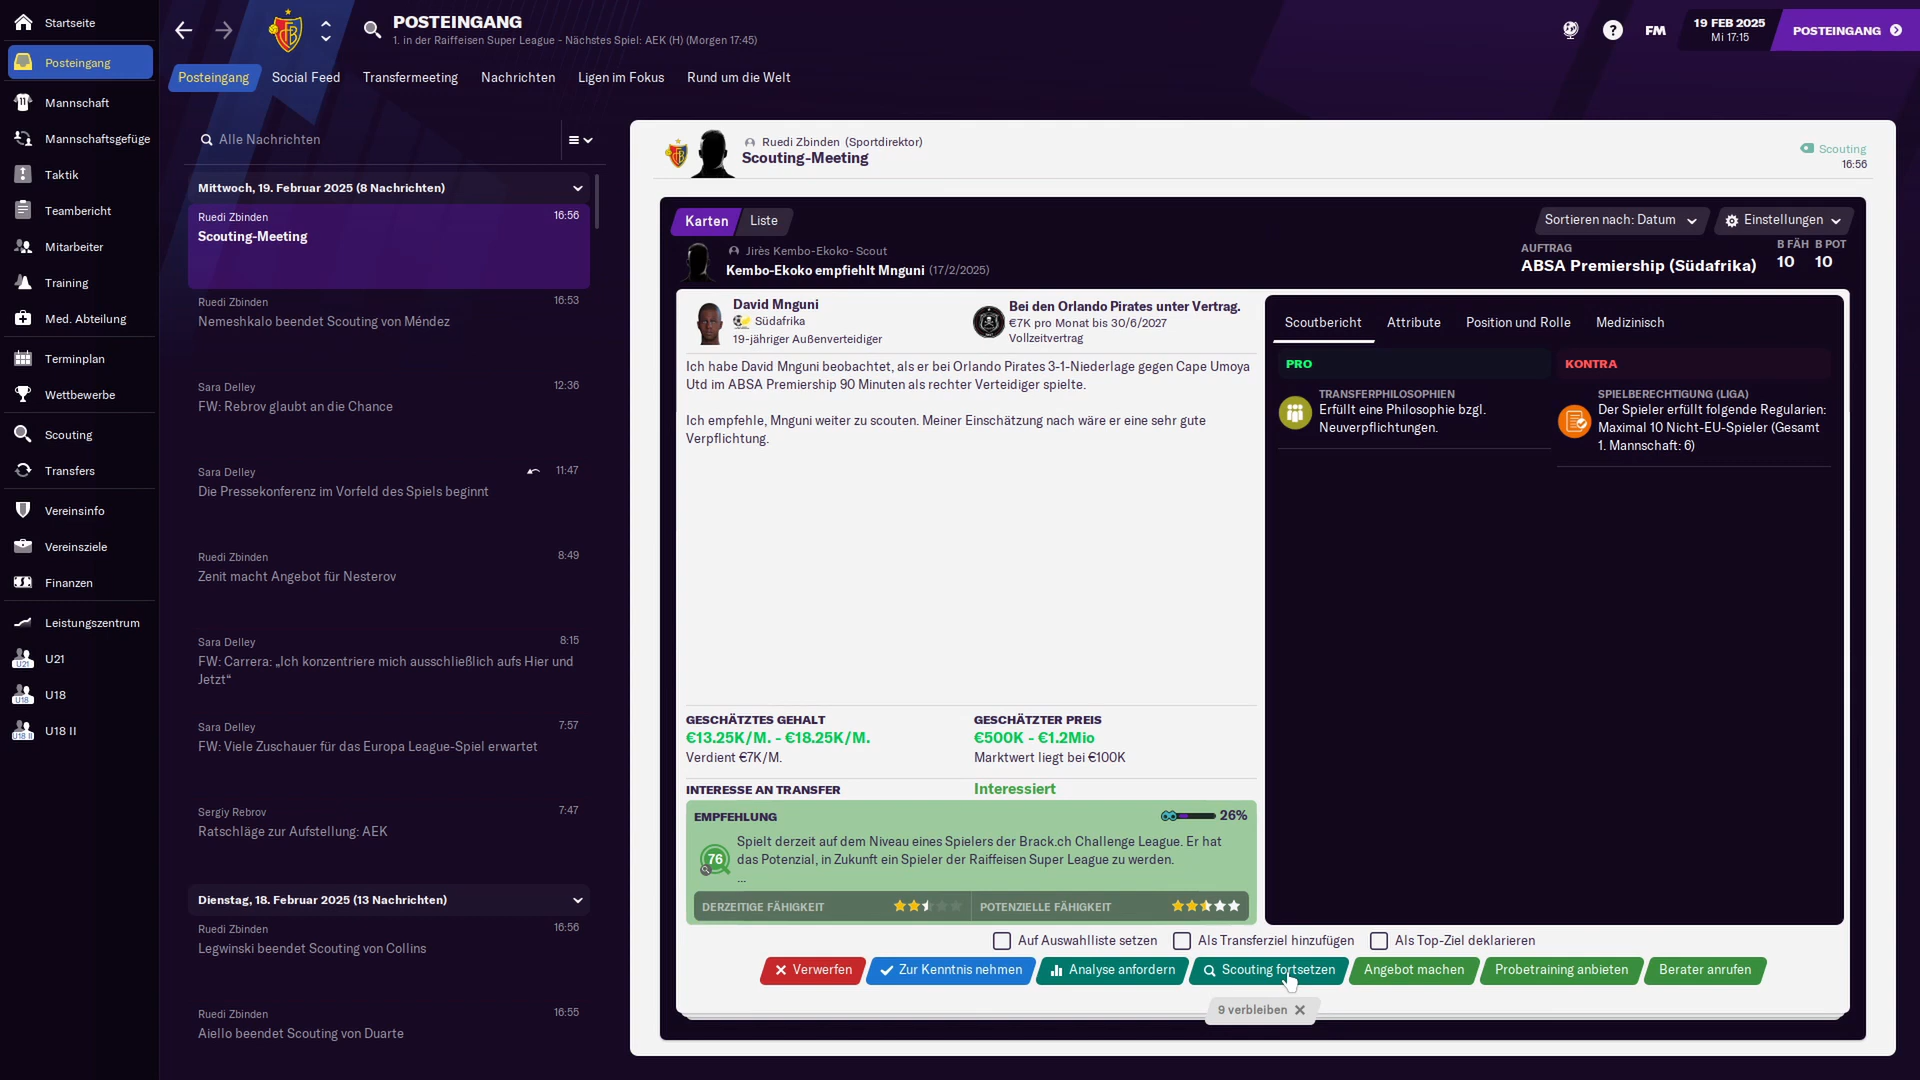 Startseite
Posteingang
Mannschaft
Mannschaftsgefüge
Taktik
Teambericht
Mitarbeiter
Training
Med. Abteilung
Terminplan
Wettbewerbe
Scouting
Transfers
Vereinsinfo
Vereinsziele
Finanzen
Leistungszentrum
U21
U21
U18
U18
U18 II
U18 II
POSTEINGANG
1. in der Raiffeisen Super League - Nächstes Spiel: AEK (H) (Morgen 17:45)
FM
19 FEB 2025
Mi 17:15
POSTEINGANG
Posteingang
Social Feed
Transfermeeting
Nachrichten
Ligen im Fokus
Rund um die Welt
Alle Nachrichten
Mittwoch, 19. Februar 2025 (8 Nachrichten)
Ruedi Zbinden 16:56
Scouting-Meeting
Ruedi Zbinden 16:53
Nemeshkalo beendet Scouting von Méndez
Sara Delley 12:36
FW: Rebrov glaubt an die Chance
Sara Delley 11:47
Die Pressekonferenz im Vorfeld des Spiels beginnt
Ruedi Zbinden 8:49
Zenit macht Angebot für Nesterov
Sara Delley 8:15
FW: Carrera: „Ich konzentriere mich ausschließlich aufs Hier und
Jetzt“
Sara Delley 7:57
FW: Viele Zuschauer für das Europa League-Spiel erwartet
Sergiy Rebrov 7:47
Ratschläge zur Aufstellung: AEK
Dienstag, 18. Februar 2025 (13 Nachrichten)
Ruedi Zbinden 16:56
Legwinski beendet Scouting von Collins
Ruedi Zbinden 16:55
Aiello beendet Scouting von Duarte
Ruedi Zbinden (Sportdirektor)
Scouting-Meeting
Scouting
16:56
Karten
Liste
Sortieren nach: Datum
Einstellungen
Jirès Kembo-Ekoko- Scout
Kembo-Ekoko empfiehlt Mnguni (17/2/2025)
AUFTRAG
ABSA Premiership (Südafrika)
B FÄH B POT
10 10
David Mnguni
Südafrika
19-jähriger Außenverteidiger
Bei den Orlando Pirates unter Vertrag.
€7K pro Monat bis 30/6/2027
Vollzeitvertrag
Ich habe David Mnguni beobachtet, als er bei Orlando Pirates 3-1-Niederlage gegen Cape Umoya
Utd im ABSA Premiership 90 Minuten als rechter Verteidiger spielte.
Ich empfehle, Mnguni weiter zu scouten. Meiner Einschätzung nach wäre er eine sehr gute
Verpflichtung.
GESCHÄTZTES GEHALT
€13.25K/M. - €18.25K/M.
Verdient €7K/M.
GESCHÄTZTER PREIS
€500K - €1.2Mio
Marktwert liegt bei €100K
INTERESSE AN TRANSFER
Interessiert
EMPFEHLUNG
26%
76
Spielt derzeit auf dem Niveau eines Spielers der Brack.ch Challenge League. Er hat
das Potenzial, in Zukunft ein Spieler der Raiffeisen Super League zu werden.
...
DERZEITIGE FÄHIGKEIT
POTENZIELLE FÄHIGKEIT
Scoutbericht
Attribute
Position und Rolle
Medizinisch
PRO
TRANSFERPHILOSOPHIEN
Erfüllt eine Philosophie bzgl.
Neuverpflichtungen.
KONTRA
SPIELBERECHTIGUNG (LIGA)
Der Spieler erfüllt folgende Regularien:
Maximal 10 Nicht-EU-Spieler (Gesamt
1. Mannschaft: 6)
Auf Auswahlliste setzen
Als Transferziel hinzufügen
Als Top-Ziel deklarieren
Verwerfen
Zur Kenntnis nehmen
Analyse anfordern
Scouting fortsetzen
Angebot machen
Probetraining anbieten
Berater anrufen
9 verbleiben